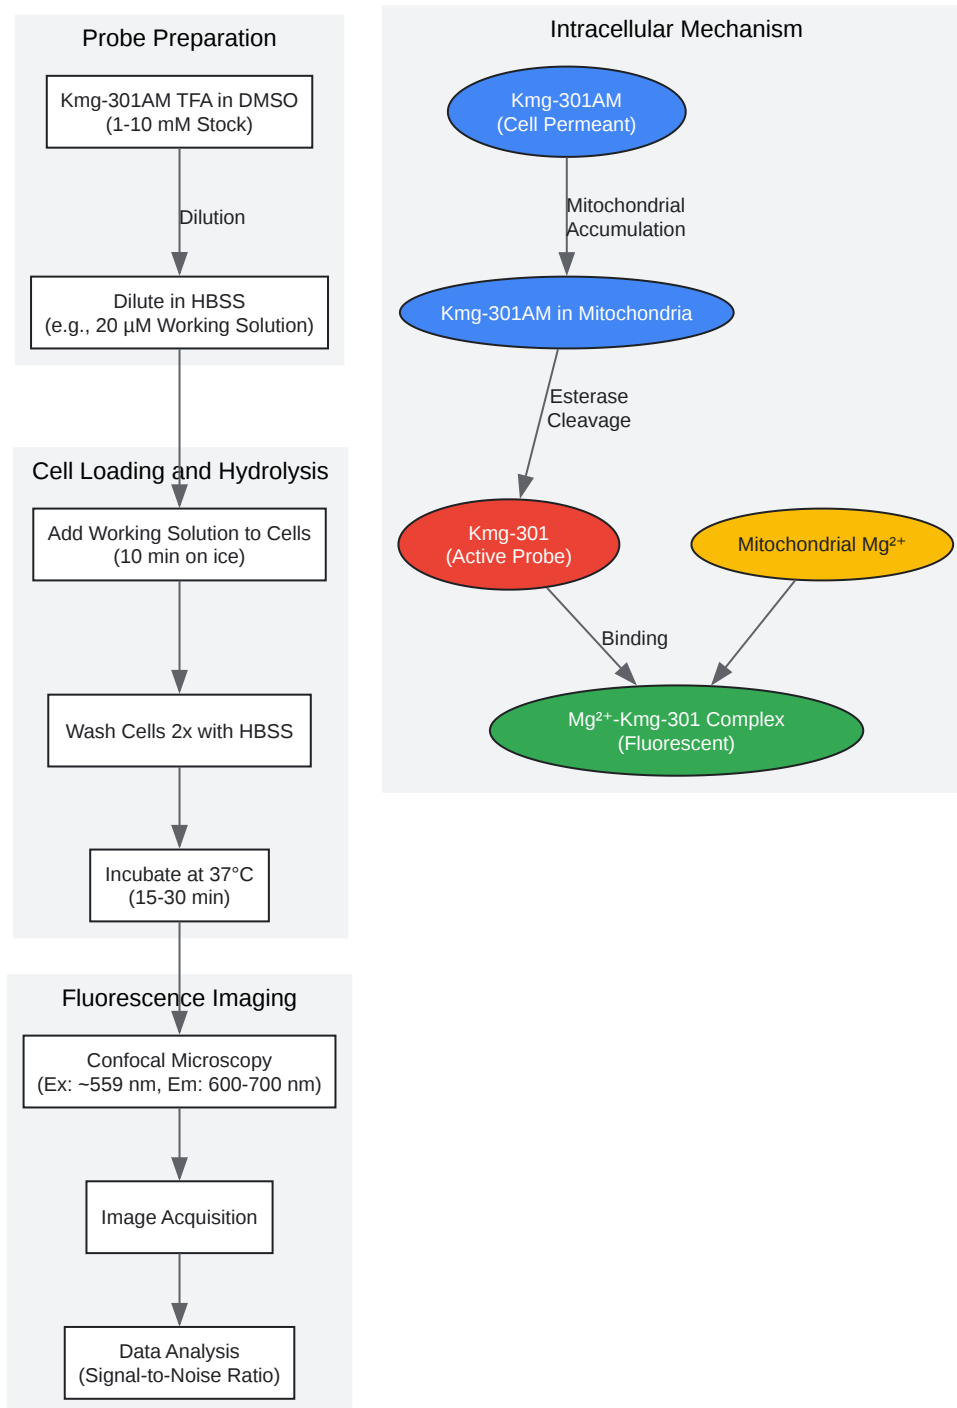 Probe Preparation
Kmg-301AM TFA in DMSO
(1-10 mM Stock)
Dilution
Dilute in HBSS
(e.g., 20 µM Working Solution)
Cell Loading and Hydrolysis
Add Working Solution to Cells
(10 min on ice)
Wash Cells 2x with HBSS
Incubate at 37°C
(15-30 min)
Fluorescence Imaging
Confocal Microscopy
(Ex: ~559 nm, Em: 600-700 nm)
Image Acquisition
Data Analysis
(Signal-to-Noise Ratio)
Intracellular Mechanism
Kmg-301AM
(Cell Permeant)
Mitochondrial
Accumulation
Kmg-301AM in Mitochondria
Esterase
Cleavage
Kmg-301
(Active Probe)
Mitochondrial Mg²⁺
Binding
Mg²⁺-Kmg-301 Complex
(Fluorescent)